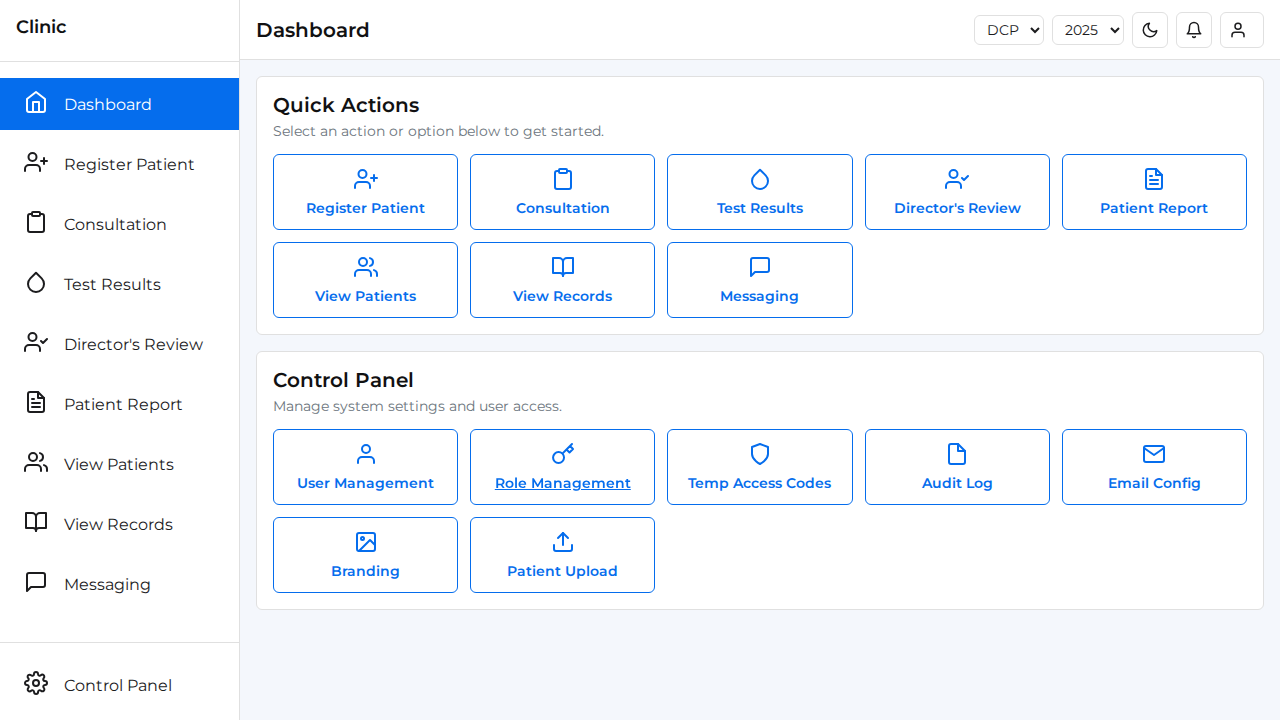 Clinic
Dashboard
Register Patient
Consultation
Test Results
Director's Review
Patient Report
View Patients
View Records
Messaging
Control Panel
Dashboard
DCP
2025
Quick Actions
Select an action or option below to get started.
Register Patient
Consultation
Test Results
Director's Review
Patient Report
View Patients
View Records
Messaging
Control Panel
Manage system settings and user access.
User Management
Role Management
Temp Access Codes
Audit Log
Email Config
Branding
Patient Upload